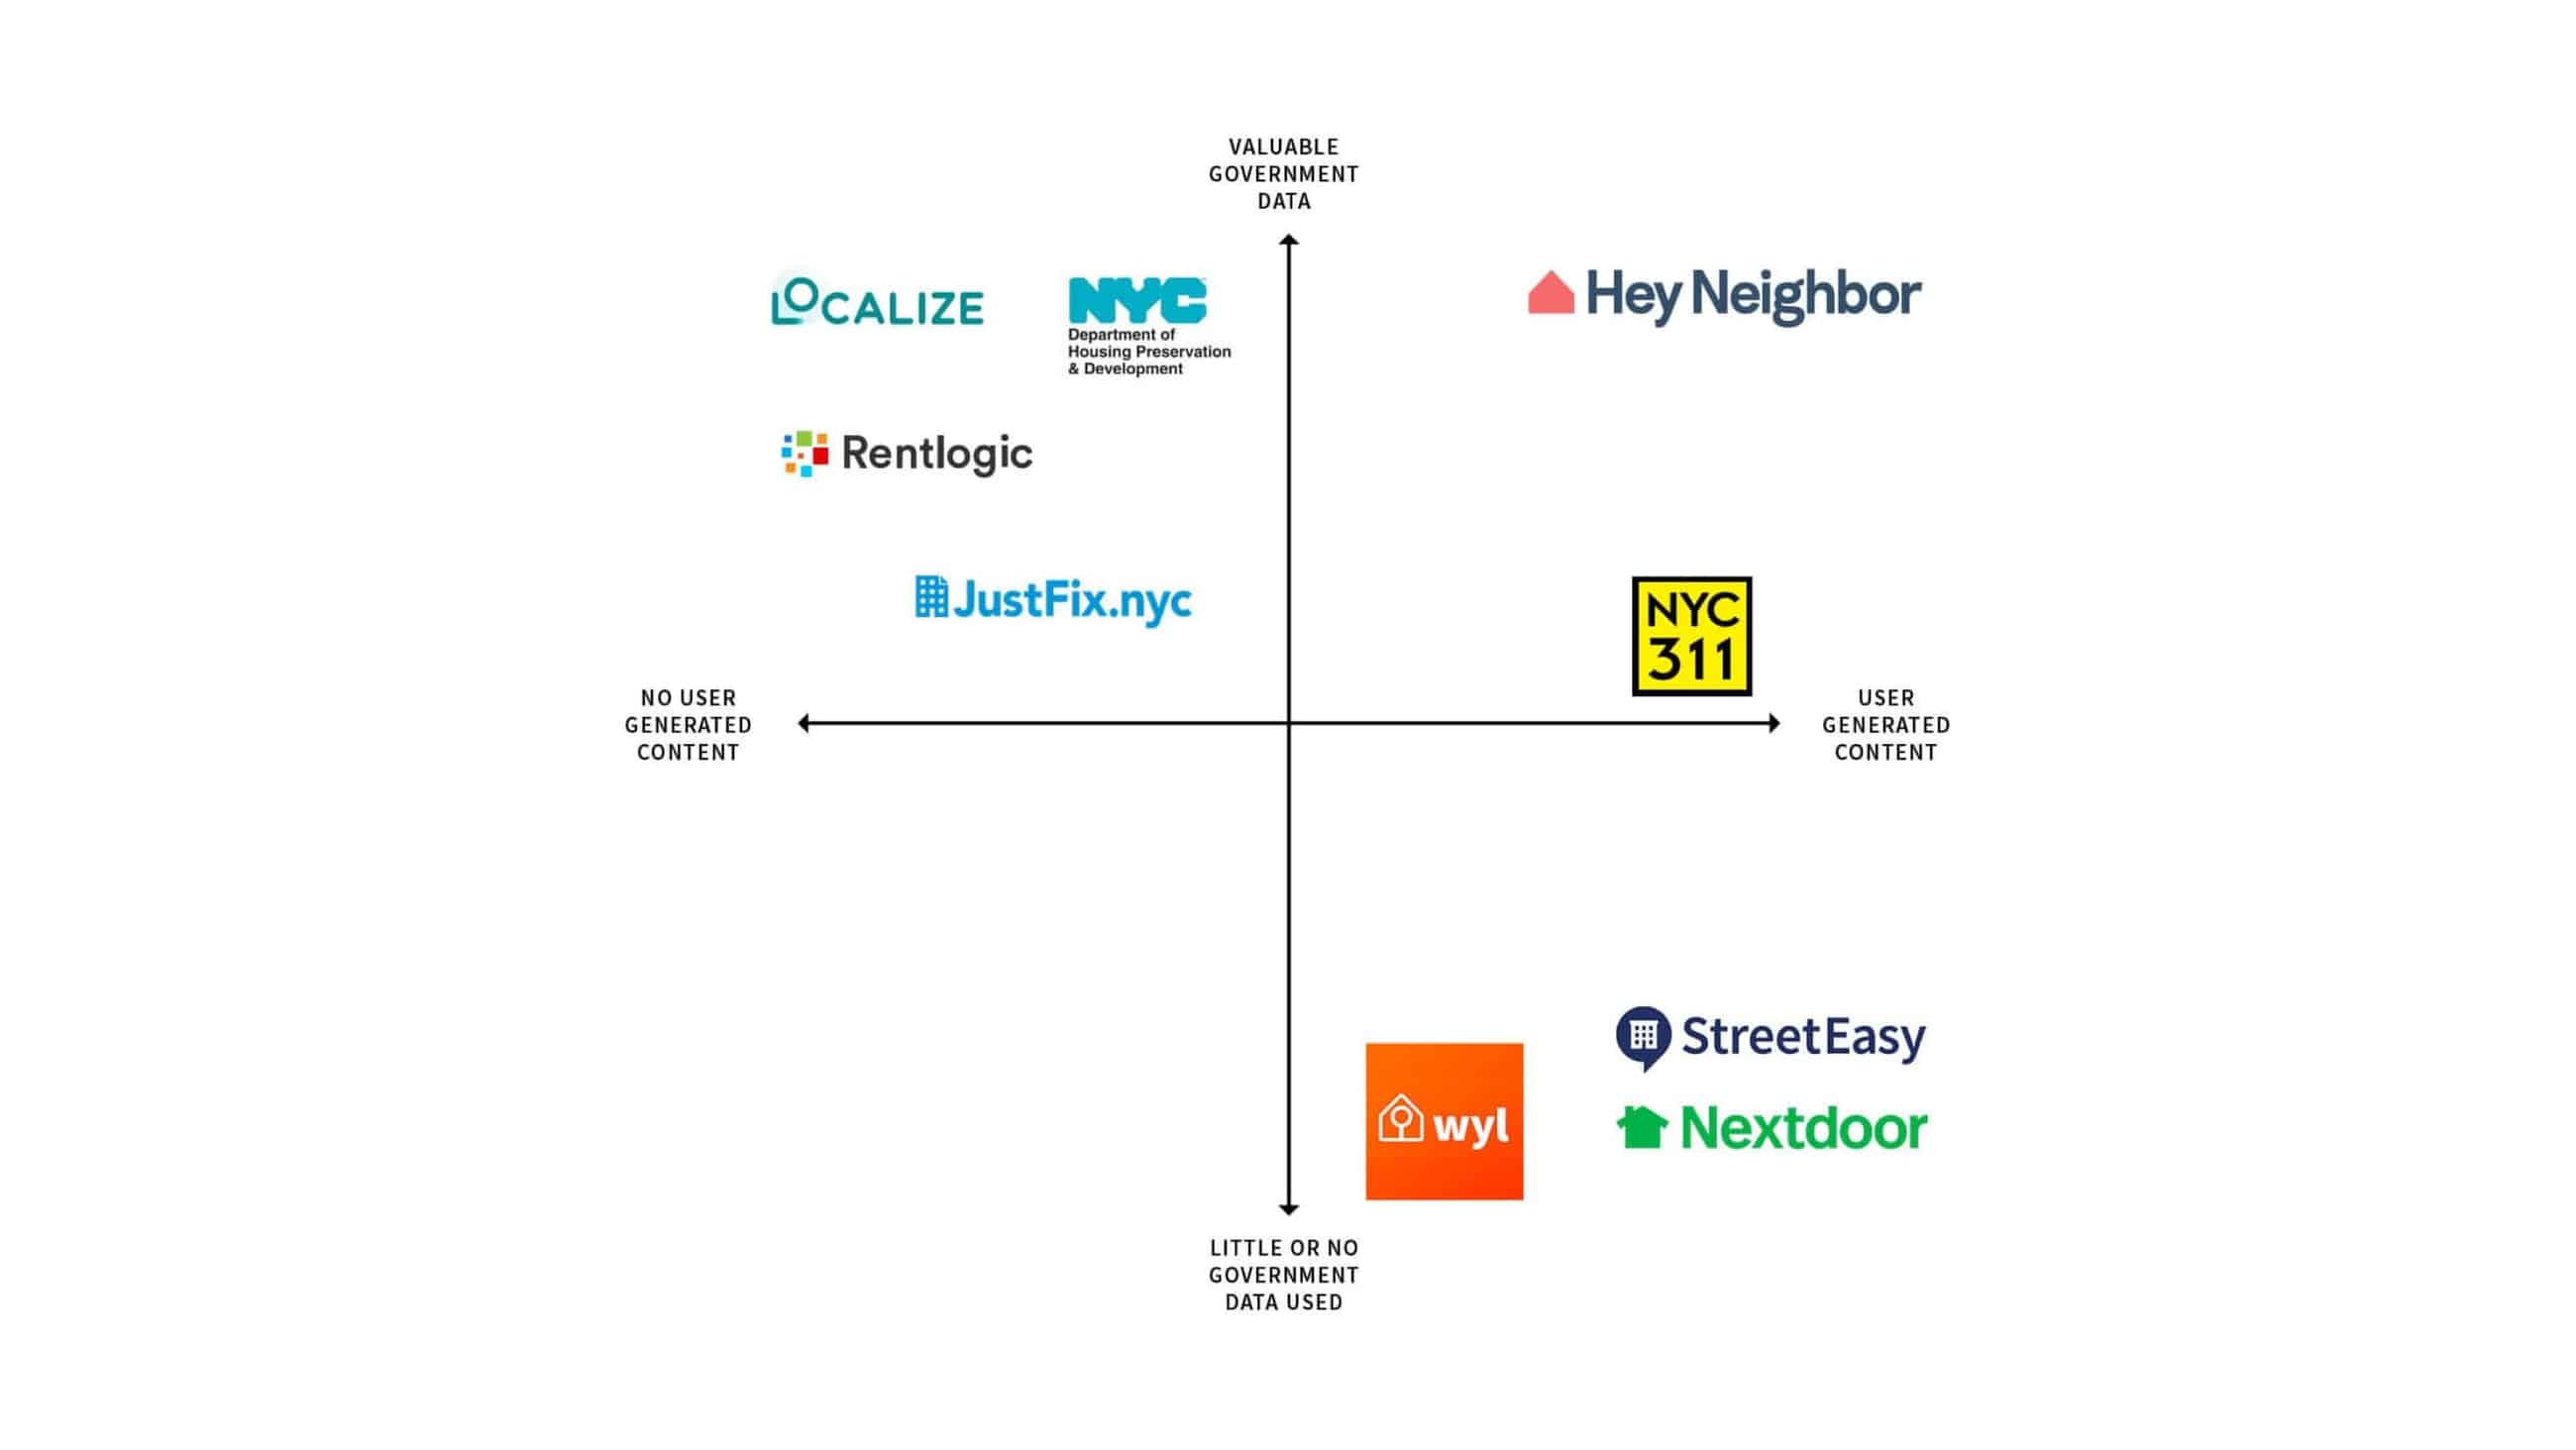 VALUABLE
GOVERNMENT
DATA
LOCALIZE
NYC
Department of
Housing Preservation
& Development
Hey Neighbor
Rentlogic
JustFix.nyc
NYC
311
NO USER
GENERATED
CONTENT
USER
GENERATED
CONTENT
StreetEasy
wyl
Nextdoor
LITTLE OR NO
GOVERNMENT
DATA USED